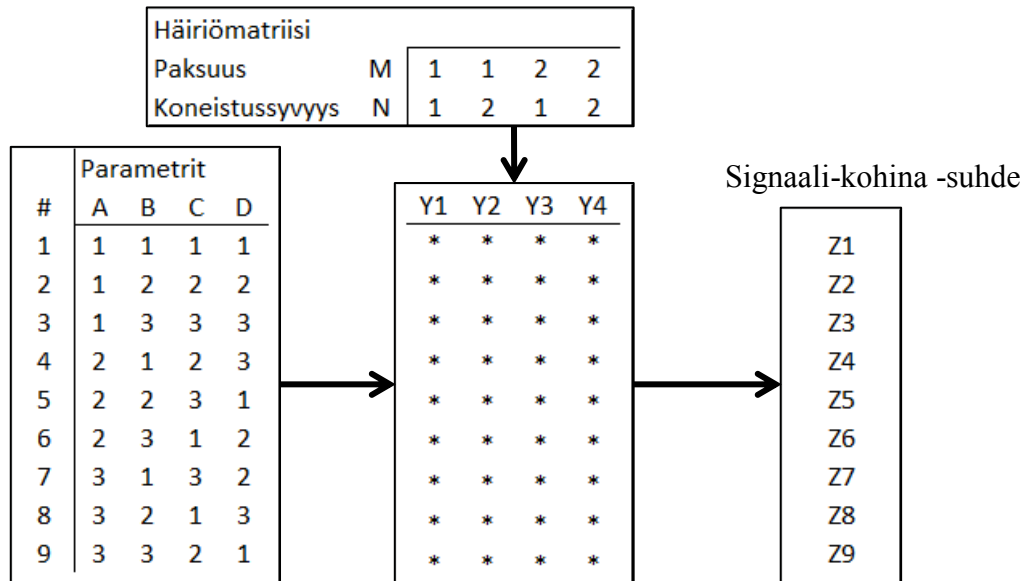 Häiriömatriisi
Paksuus M 1 1 2 2
Koneistussyvyys N 1 2 1 2
Parametrit
# A B C D
1 1 1 1 1
2 1 2 2 2
3 1 3 3 3
4 2 1 2 3
5 2 2 3 1
6 2 3 1 2
7 3 1 3 2
8 3 2 1 3
9 3 3 2 1
Y1 Y2 Y3 Y4
* * * *
* * * *
* * * *
* * * *
* * * *
* * * *
* * * *
* * * *
* * * *
Signaali-kohina -suhde
Z1
Z2
Z3
Z4
Z5
Z6
Z7
Z8
Z9